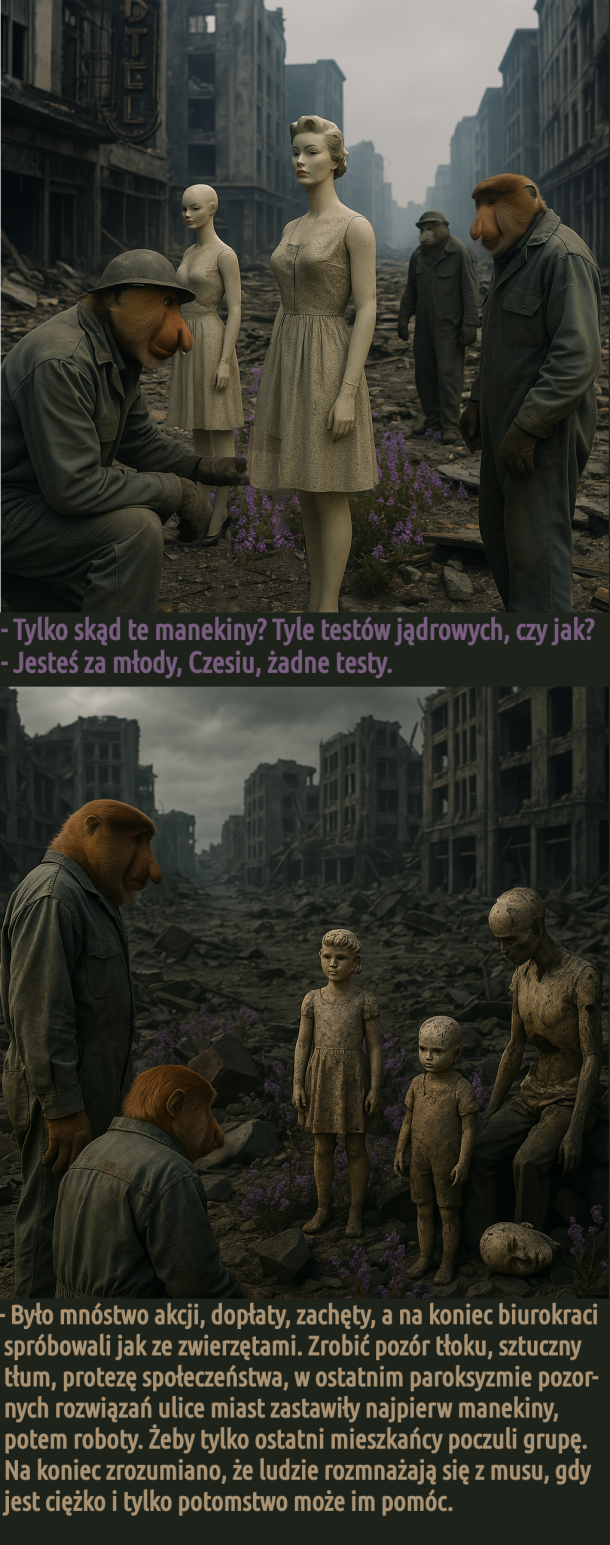 OTEL
- Tylko skąd te manekiny? Tyle testów jądrowych, czy jak?
- Jesteś za młody, Czesiu, żadne testy.
- Było mnóstwo akcji, dopłaty, zachęty, a na koniec biurokraci
spróbowali jak ze zwierzętami. Zrobić pozór tłoku, sztuczny
tłum, protezę społeczeństwa, w ostatnim paroksyzmie pozor-
nych rozwiązań ulice miast zastawiły najpierw manekiny,
potem roboty. Żeby tylko ostatni mieszkańcy poczuli grupę.
Na koniec zrozumiano, że ludzie rozmnażają się z musu, gdy
jest ciężko i tylko potomstwo może im pomóc.